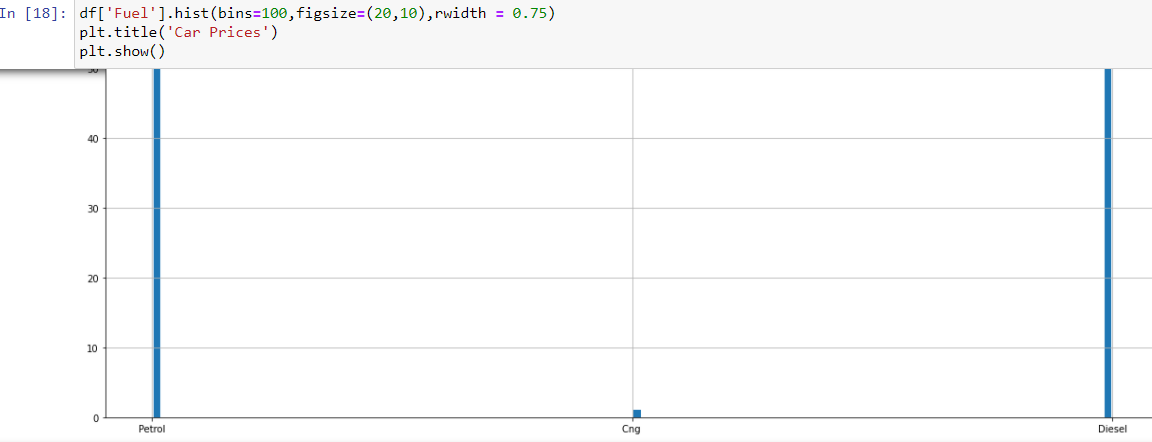 In [18]: df['Fuel'].hist(bins=100,figsize=(20,10),rwidth = 0.75)
plt.title('Car Prices')
plt.show()
50
40
30
20
10
0
Petrol Cng Diesel